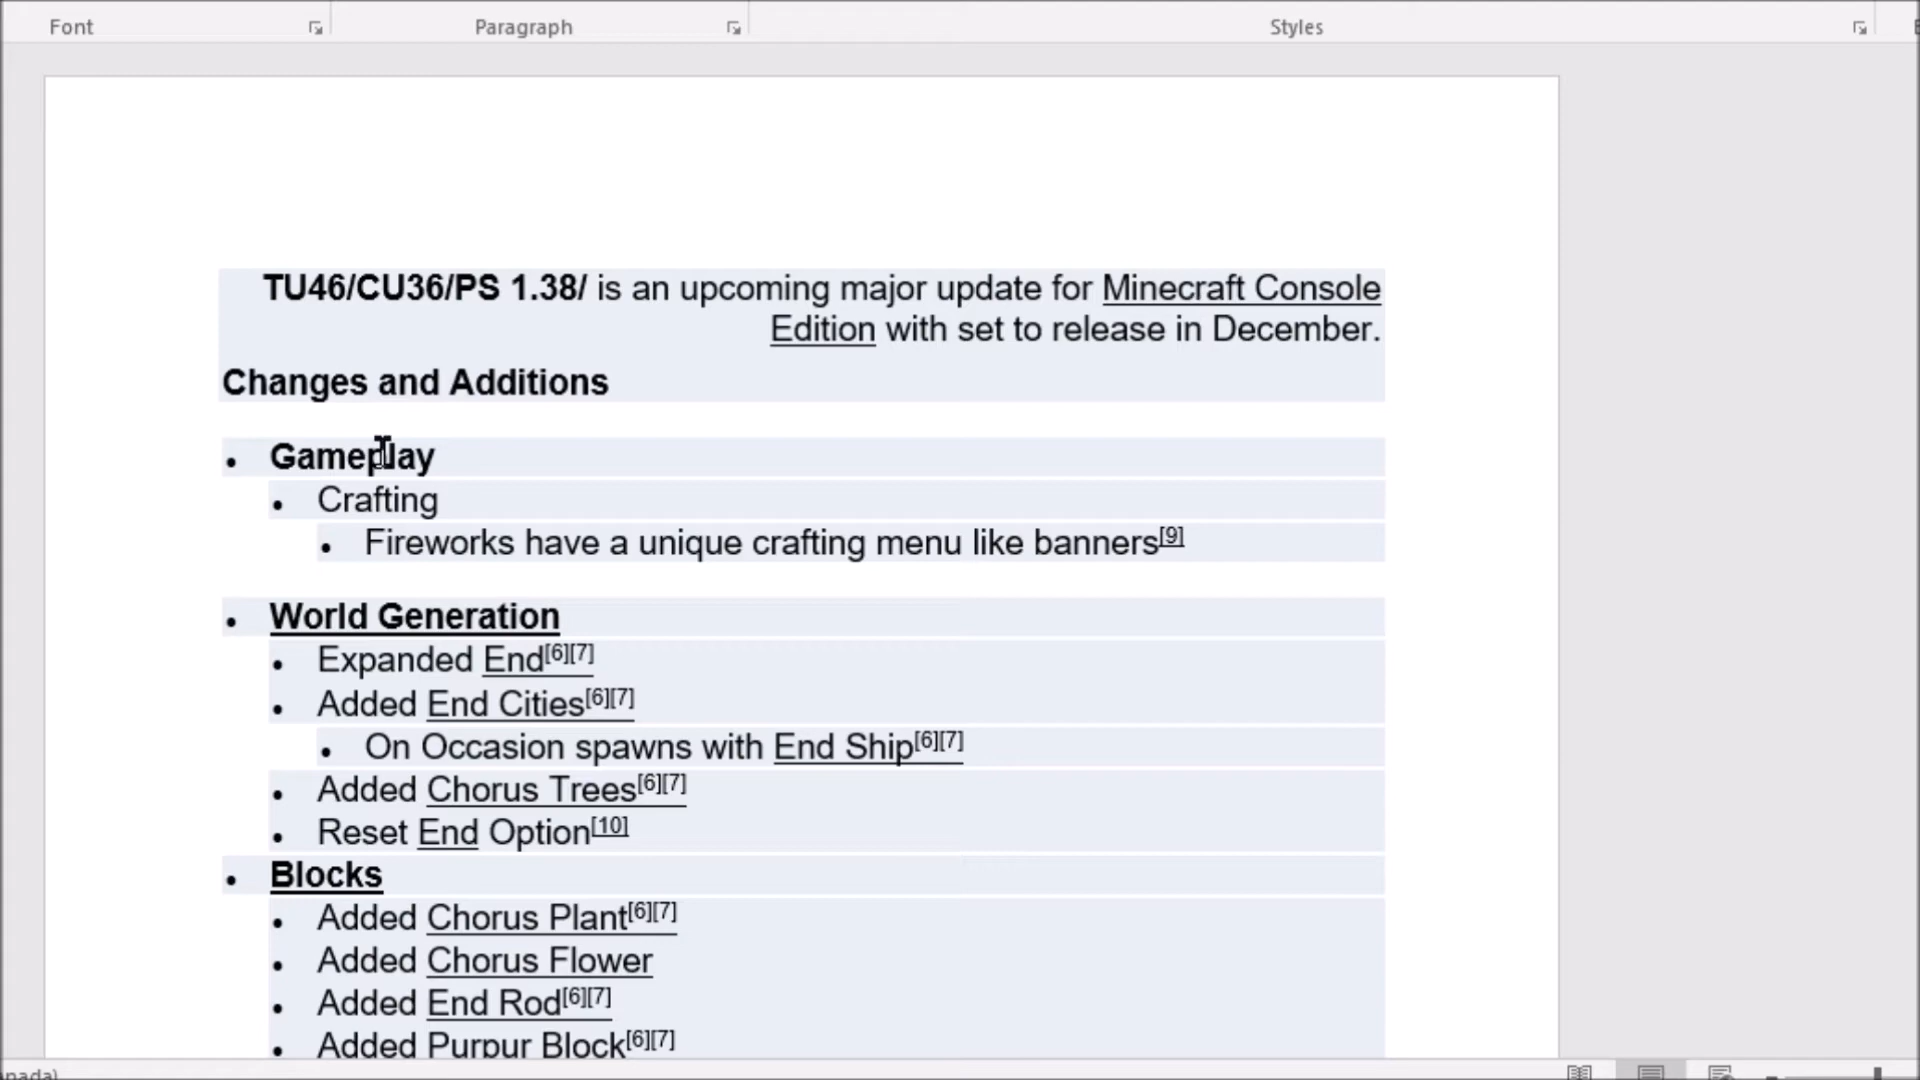 Font Paragraph Styles
TU46/CU36/PS 1.38/ is an upcoming major update for Minecraft Console
Edition with set to release in December.
Changes and Additions
• Gameplay
• Crafting
• Fireworks have a unique crafting menu like banners[9]
• World Generation
• Expanded End[6][7]
• Added End Cities[6][7]
• On Occasion spawns with End Ship[6][7]
• Added Chorus Trees[6][7]
• Reset End Option[10]
• Blocks
• Added Chorus Plant[6][7]
• Added Chorus Flower
• Added End Rod[6][7]
• Added Purpur Block[6][7]